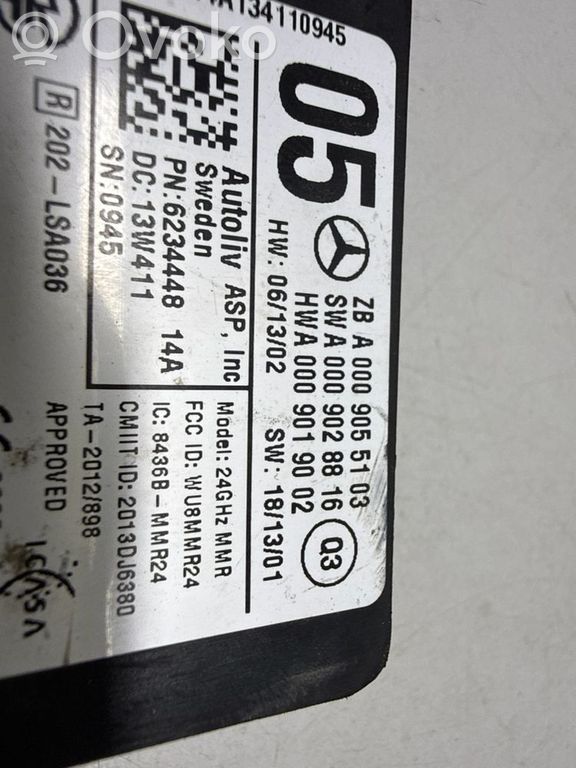 A134110945
05
ZB A 000 905 51 03
SW A 000 902 88 16
HWA 000 901 90 02
Q3
HW: 06/13/02 SW: 18/13/01
Autoliv ASP, Inc
Sweden
PN:6234448 14A
DC: 13W411
SN:0945
Model: 24GHz MMR
FCC ID: WU8MMR24
IC: 8436B-MMR24
CMIIT ID: 2013DJ6380
TA-2012/898
APPROVED
R 202-LSA036
ICASA
OVOKO